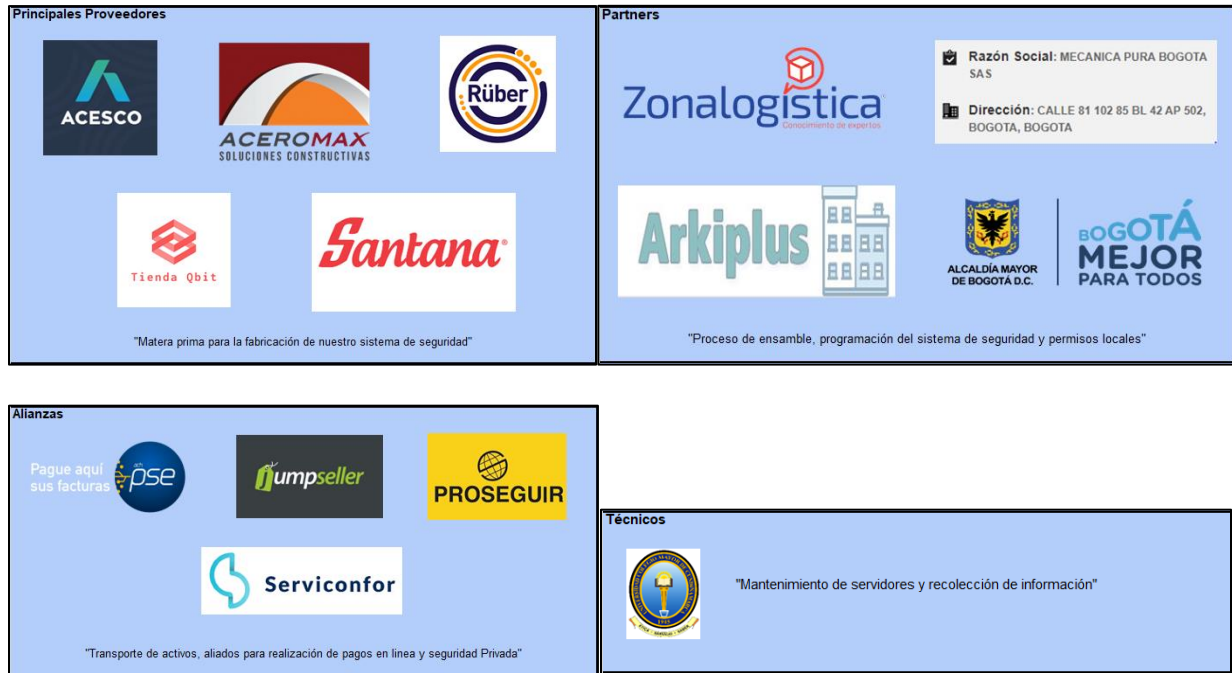 Principales Proveedores
ACESCO
ACEROMAX
SOLUCIONES CONSTRUCTIVAS
Rüber
Tienda Qbit
Santana
"Matera prima para la fabricación de nuestro sistema de seguridad"
Partners
Zonalogística
Conocimiento de expertos
Razón Social: MECANICA PURA BOGOTA
SAS
Dirección: CALLE 81 102 85 BL 42 AP 502,
BOGOTA, BOGOTA
Arkiplus
ALCALDÍA MAYOR
DE BOGOTÁ D.C.
BOGOTÁ
MEJOR
PARA TODOS
"Proceso de ensamble, programación del sistema de seguridad y permisos locales"
Alianzas
Pague aquí
sus facturas
pse
jumpseller
PROSEGUIR
Serviconfor
"Transporte de activos, aliados para realización de pagos en linea y seguridad Privada"
Técnicos
"Mantenimiento de servidores y recolección de información"